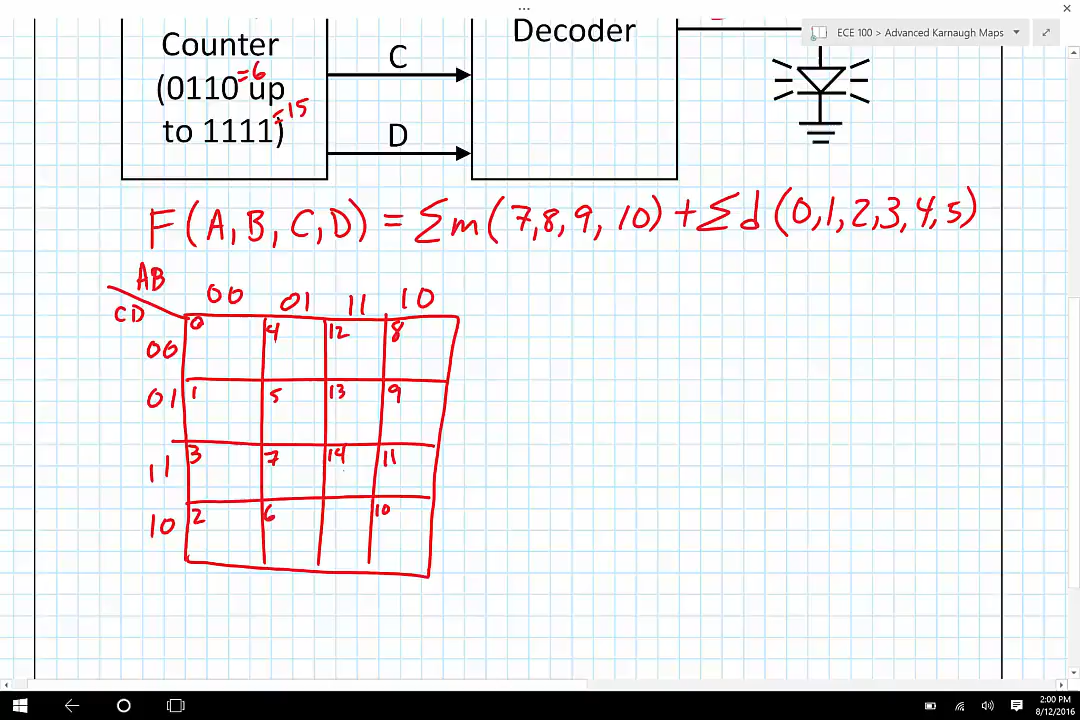 ...
ECE 100 > Advanced Karnaugh Maps
Counter
Decoder
C
=6
(0110 up
=15
to 1111)
D
F(A,B,C,D) = Σm(7,8,9,10) + Σd(0,1,2,3,4,5)
AB
00 01 11 10
CD
0 4 12 8
00
1 5 13 9
01
3 7 14 11
11
2 6 10
10
2:00 PM
8/12/2016